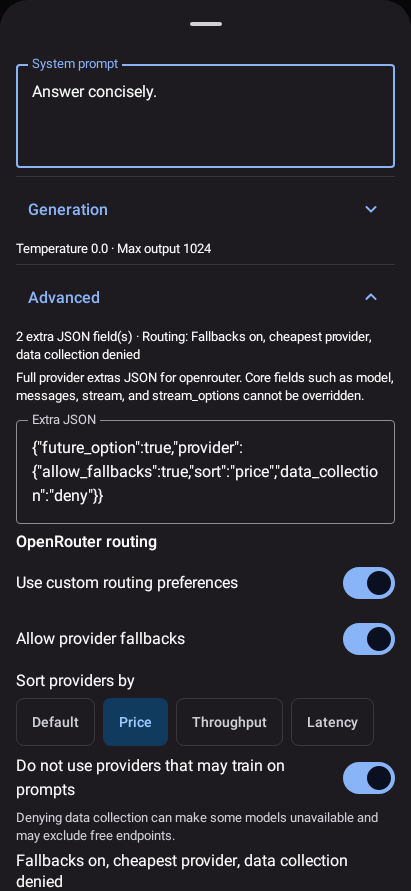 System prompt
Answer concisely.
Generation
Temperature 0.0 · Max output 1024
Advanced
2 extra JSON field(s) · Routing: Fallbacks on, cheapest provider,
data collection denied
Full provider extras JSON for openrouter. Core fields such as model,
messages, stream, and stream_options cannot be overridden.
Extra JSON
{"future_option":true,"provider":
{"allow_fallbacks":true,"sort":"price","data_collectio
n":"deny"}}
OpenRouter routing
Use custom routing preferences
Allow provider fallbacks
Sort providers by
Default Price Throughput Latency
Do not use providers that may train on
prompts
Denying data collection can make some models unavailable and
may exclude free endpoints.
Fallbacks on, cheapest provider, data collection
denied